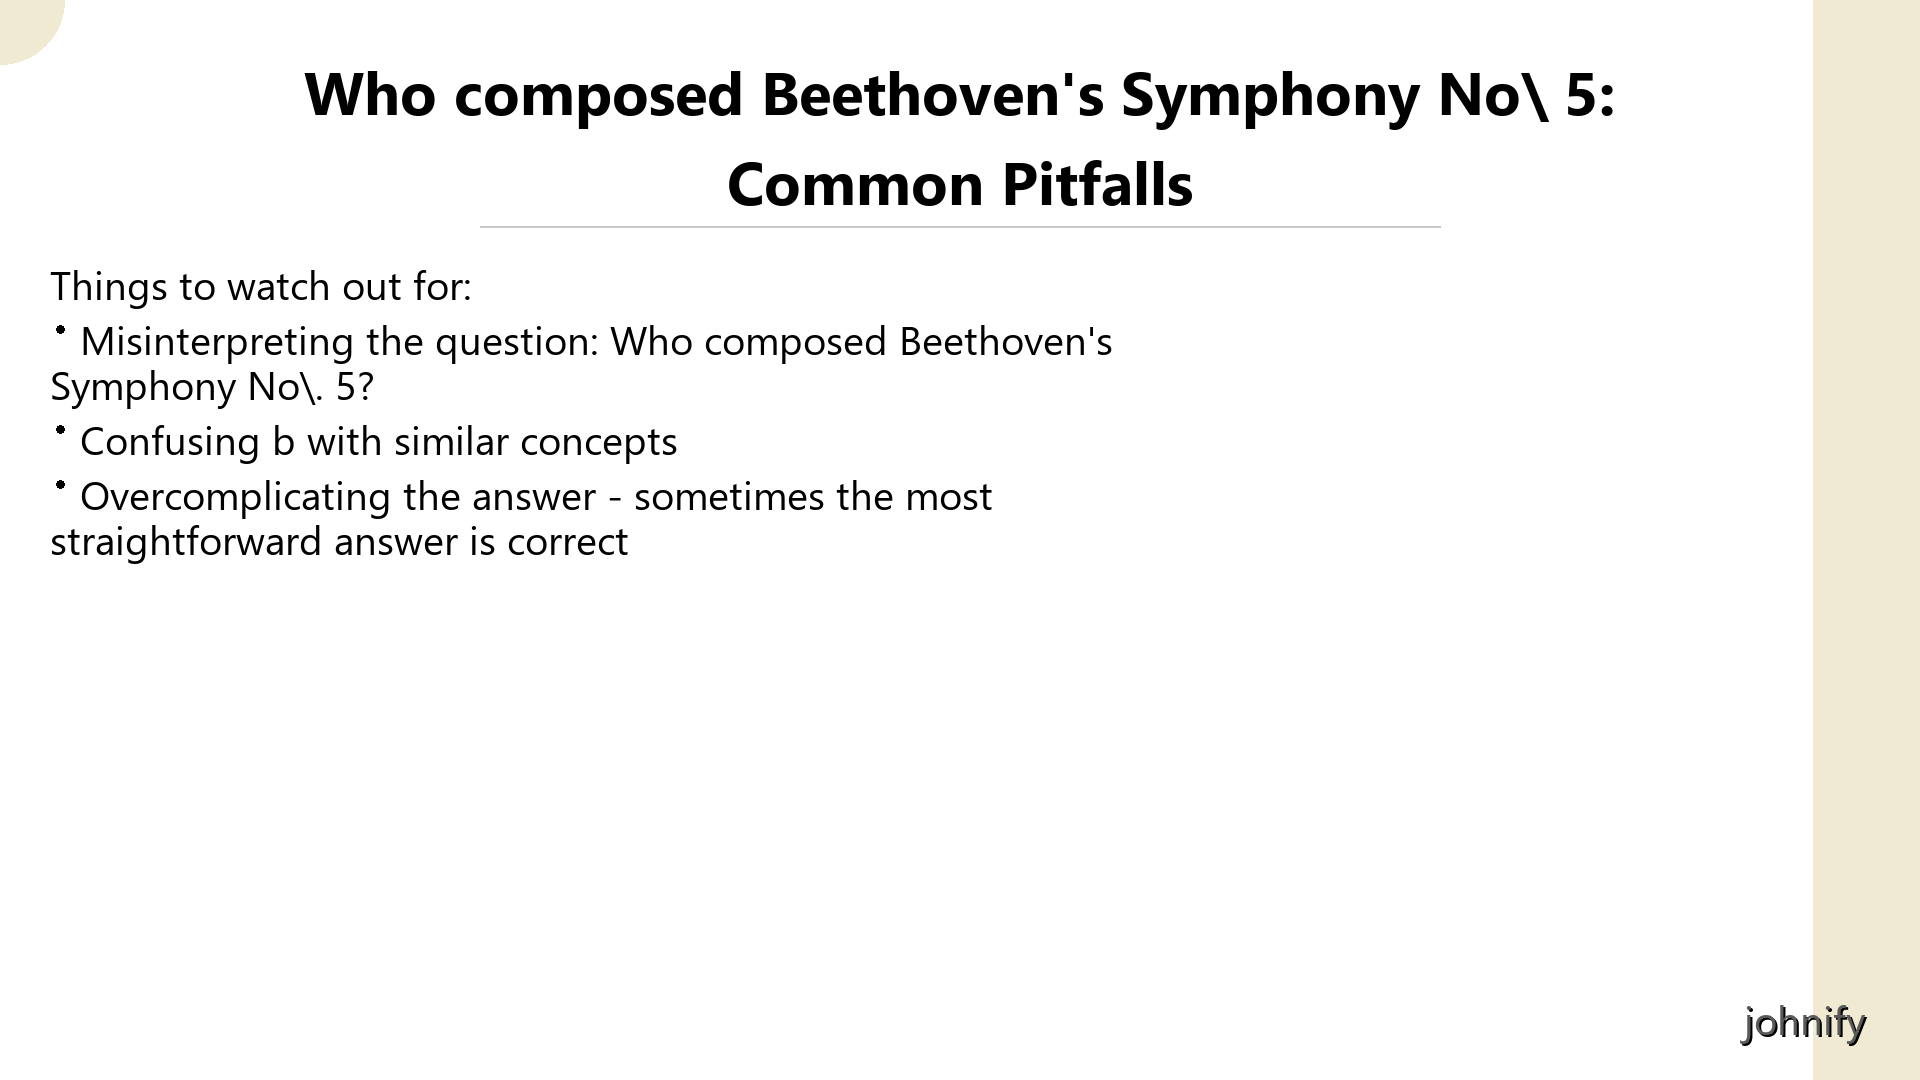 Who composed Beethoven's Symphony No\ 5:
Common Pitfalls
Things to watch out for:
• Misinterpreting the question: Who composed Beethoven's
Symphony No\. 5?
• Confusing b with similar concepts
• Overcomplicating the answer - sometimes the most
straightforward answer is correct
johnify